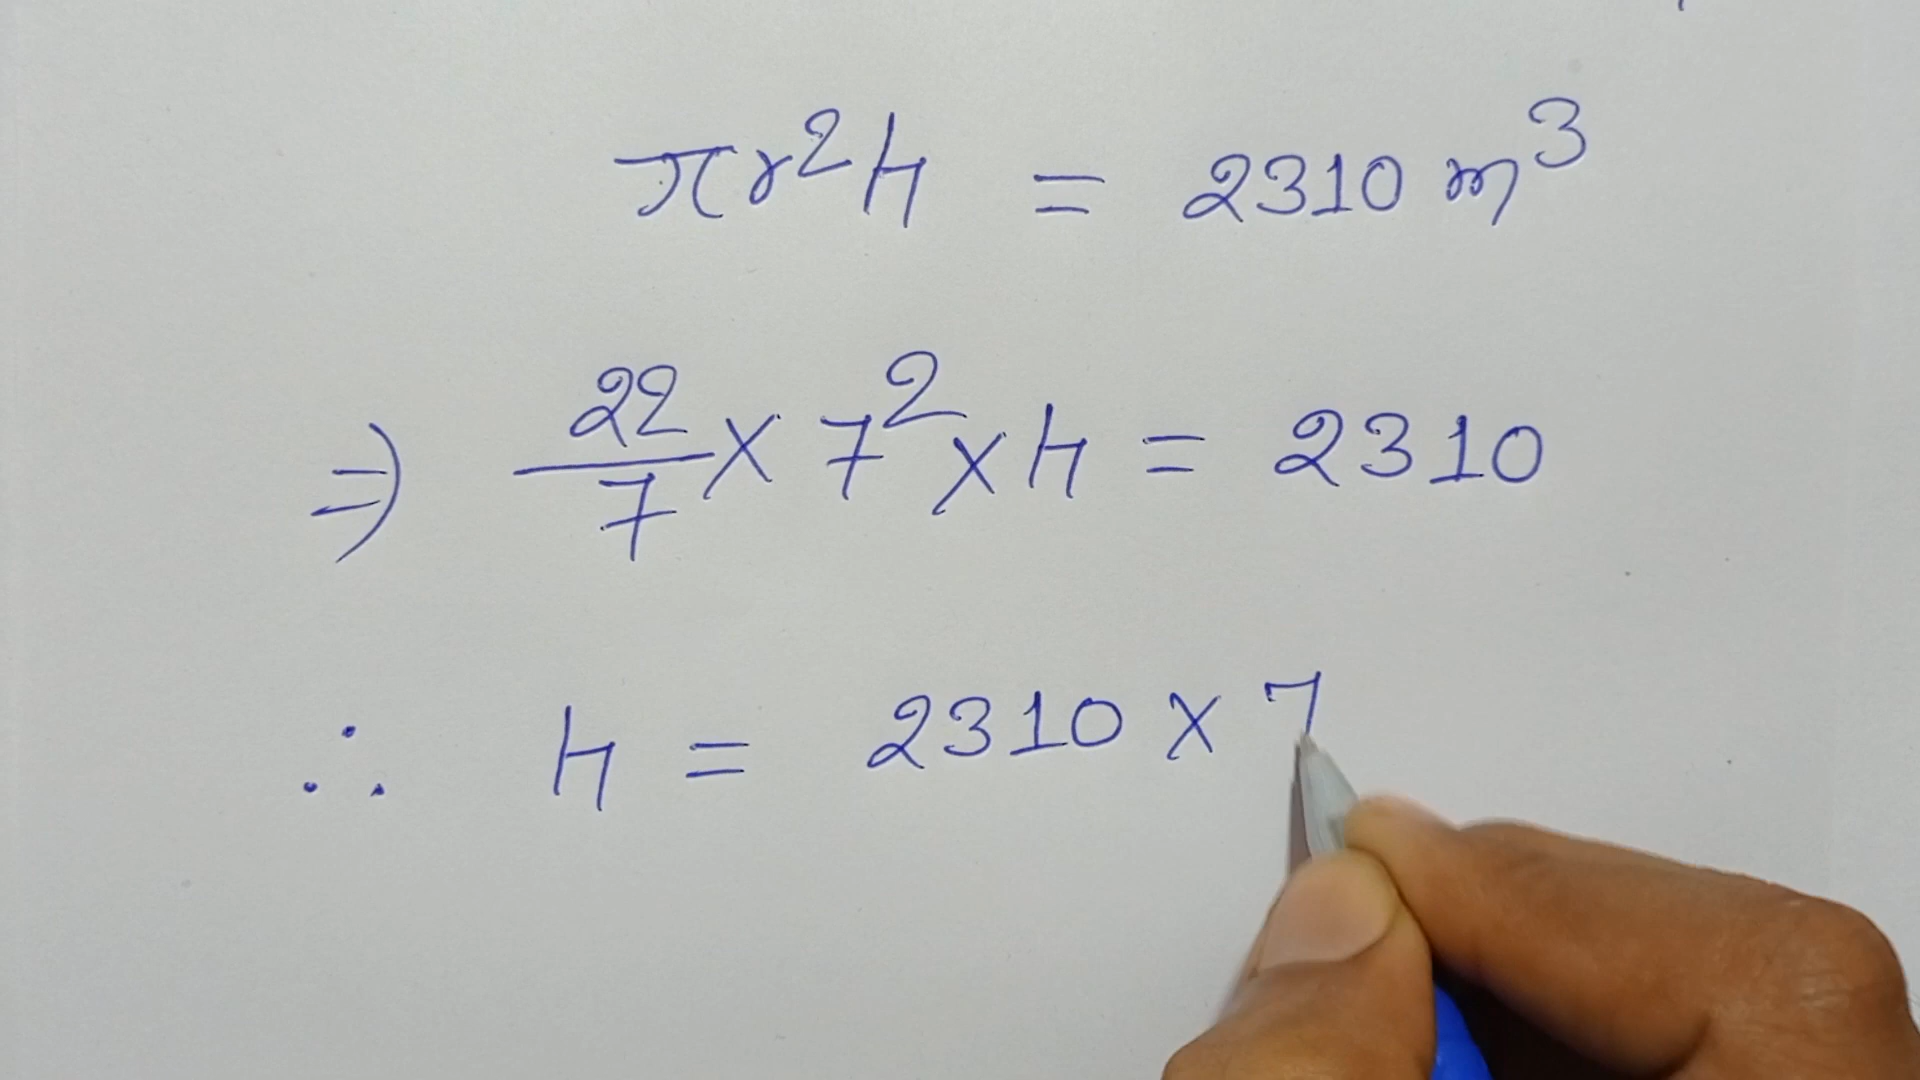 πr²h = 2310 m³
⇒ 22/7 × 7² × h = 2310
∴ h = 2310 × 7